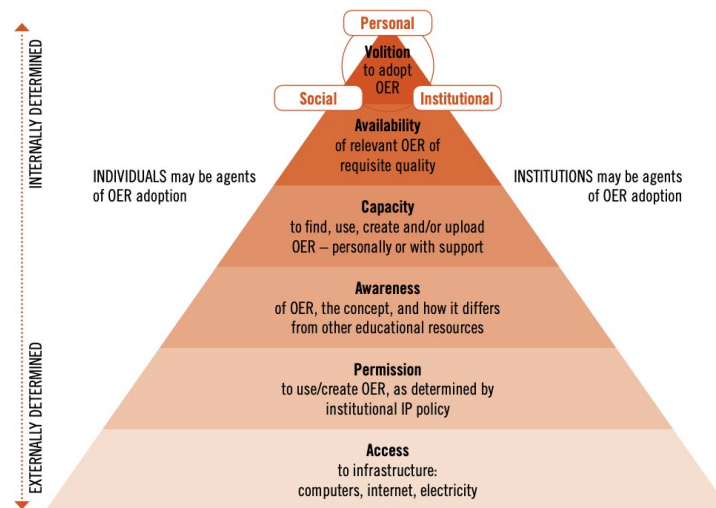 Personal
Volition
to adopt
OER
Social
Institutional
Availability
of relevant OER of
requisite quality
INDIVIDUALS may be agents
of OER adoption
INSTITUTIONS may be agents
of OER adoption
Capacity
to find, use, create and/or upload
OER – personally or with support
Awareness
of OER, the concept, and how it differs
from other educational resources
Permission
to use/create OER, as determined by
institutional IP policy
Access
to infrastructure:
computers, internet, electricity
INTERNALLY DETERMINED
EXTERNALLY DETERMINED